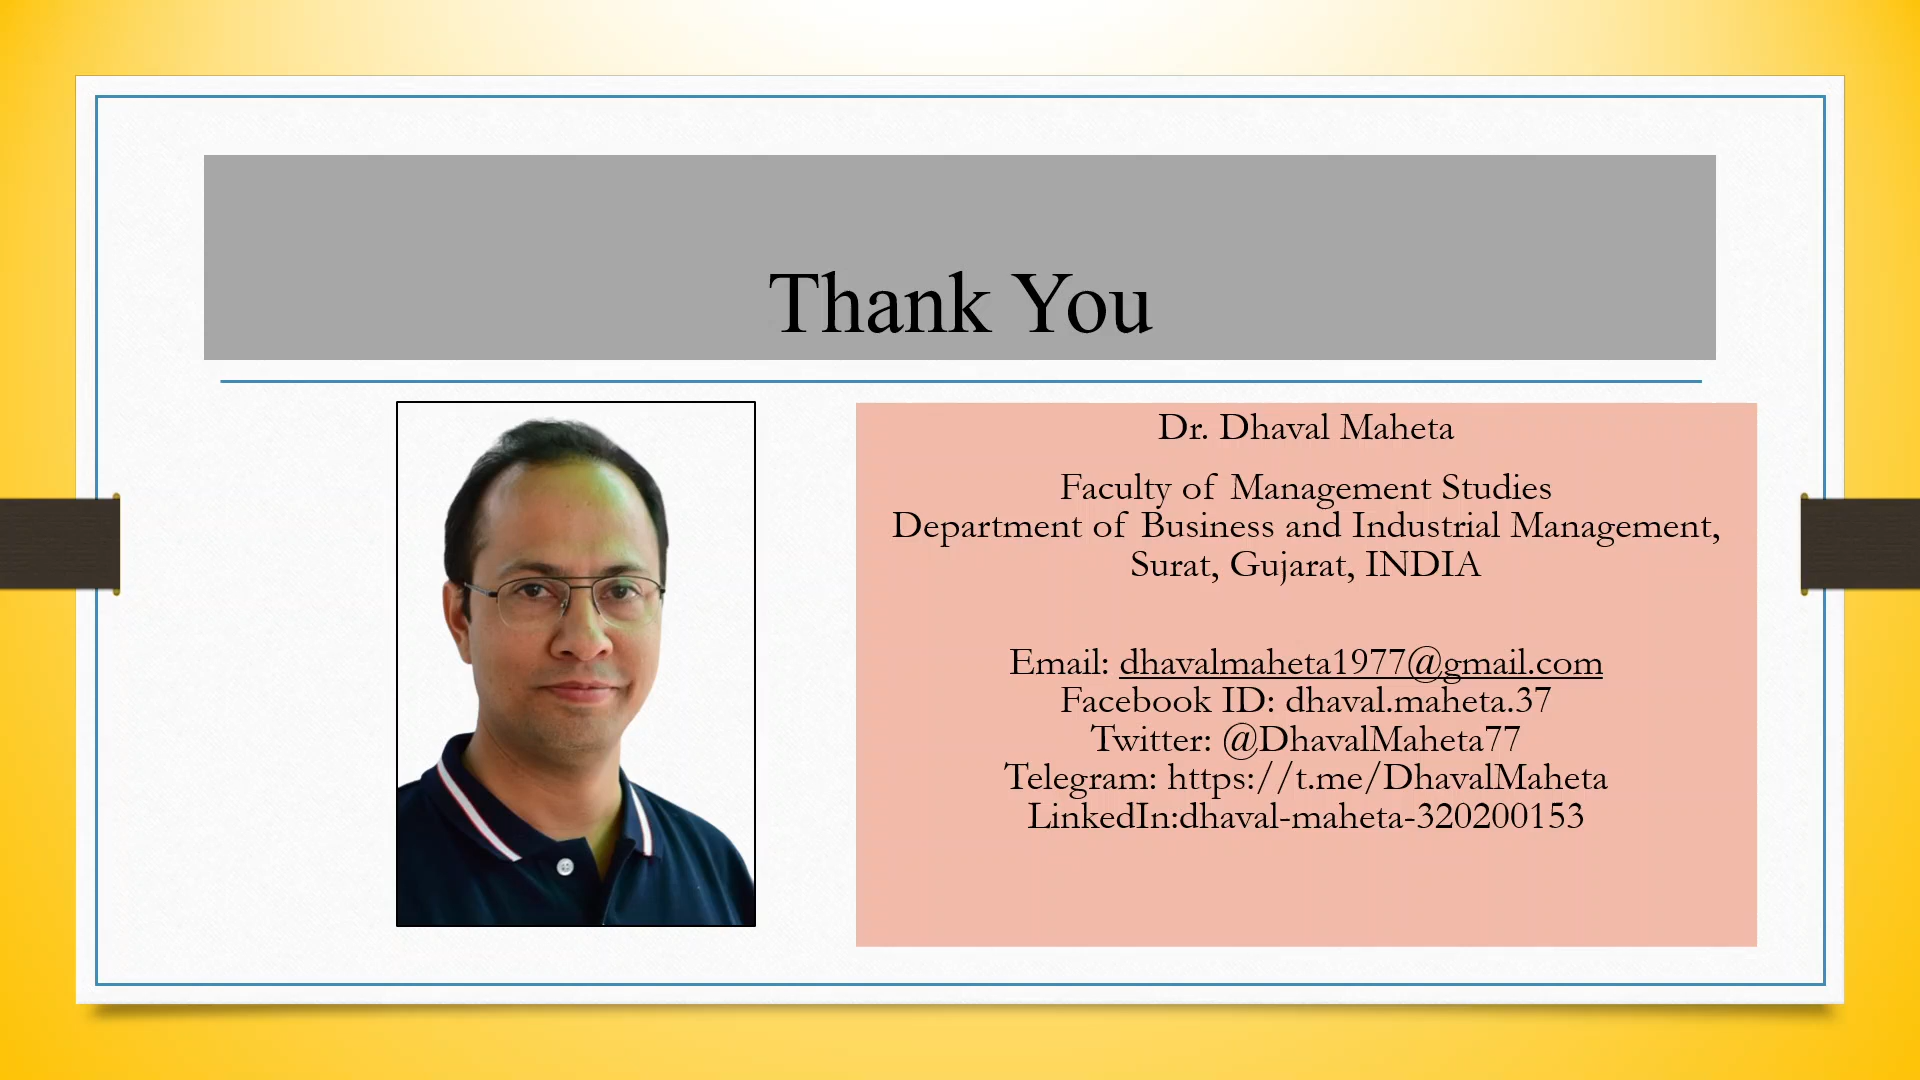 Thank You
Dr. Dhaval Maheta
Faculty of Management Studies
Department of Business and Industrial Management,
Surat, Gujarat, INDIA
Email: dhavalmaheta1977@gmail.com
Facebook ID: dhaval.maheta.37
Twitter: @DhavalMaheta77
Telegram: https://t.me/DhavalMaheta
LinkedIn:dhaval-maheta-320200153